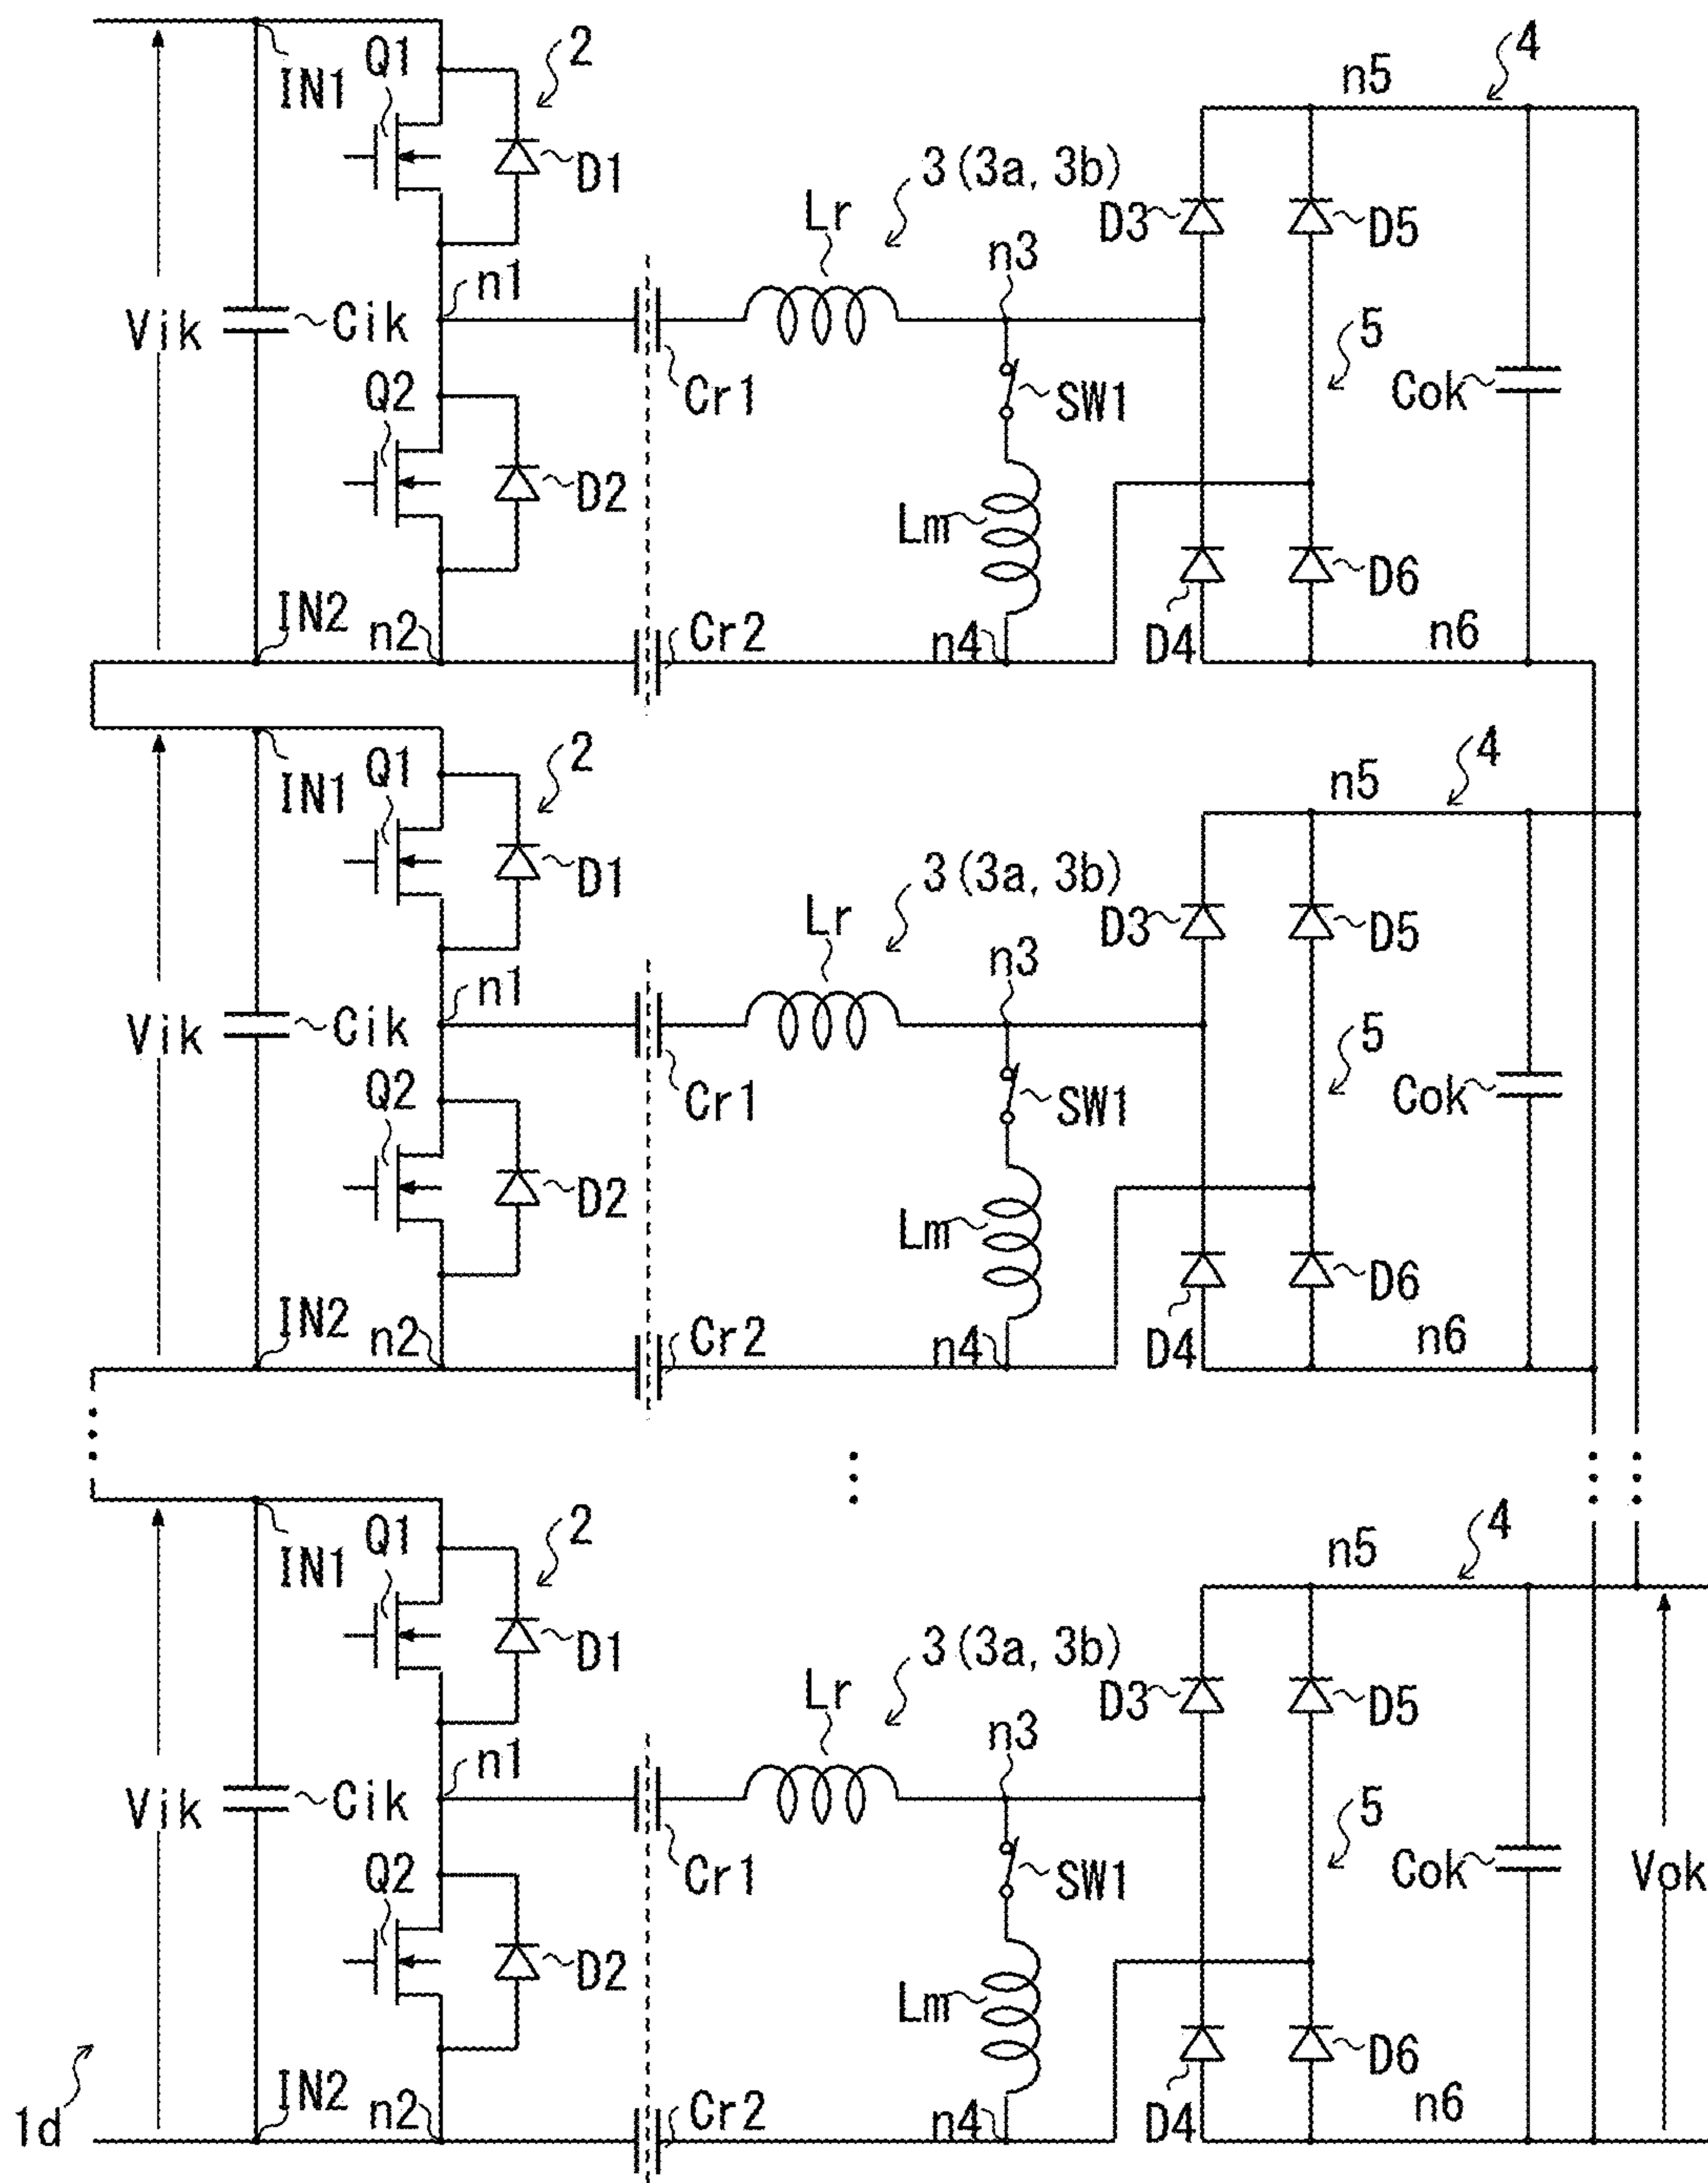 Q1 2 n5 4
IN1
D1 3(3a, 3b)
Lr D3 D5
n1 n3
Vik Cik 5
Cr1 SW1 Cok
Q2
D2 Lm
D6
IN2 n2 Cr2 n4 D4 n6
Q1 2 n5 4
IN1
D1 3(3a, 3b)
Lr D3 D5
n1 n3
Vik Cik 5
Cr1 SW1 Cok
Q2
D2 Lm
D6
IN2 n2 Cr2 n4 D4 n6
Q1 2 n5 4
IN1
D1 3(3a, 3b)
Lr D3 D5
n1 n3
Vik Cik 5
Cr1 SW1 Cok Vok
Q2
D2 Lm
D6
1d IN2 n2 Cr2 n4 D4 n6